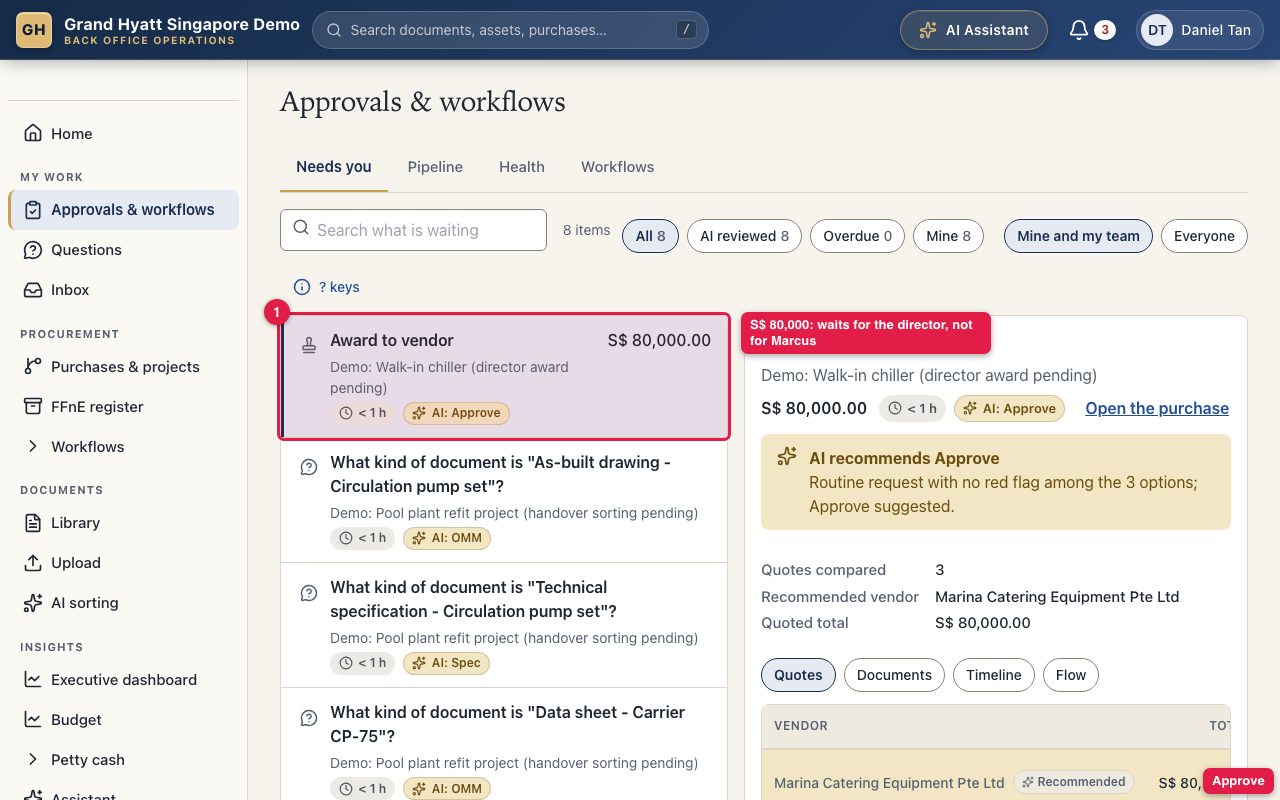 GH
Grand Hyatt Singapore Demo
BACK OFFICE OPERATIONS
Search documents, assets, purchases...
/
AI Assistant
3
DT
Daniel Tan
Home
MY WORK
Approvals & workflows
Questions
Inbox
PROCUREMENT
Purchases & projects
FFnE register
Workflows
DOCUMENTS
Library
Upload
AI sorting
INSIGHTS
Executive dashboard
Budget
Petty cash
Assistant
Approvals & workflows
Needs you
Pipeline
Health
Workflows
Search what is waiting
8 items
All 8
AI reviewed 8
Overdue 0
Mine 8
Mine and my team
Everyone
? keys
1
Award to vendor
S$ 80,000.00
Demo: Walk-in chiller (director award
pending)
< 1 h
AI: Approve
What kind of document is "As-built drawing -
Circulation pump set"?
Demo: Pool plant refit project (handover sorting pending)
< 1 h
AI: OMM
What kind of document is "Technical
specification - Circulation pump set"?
Demo: Pool plant refit project (handover sorting pending)
< 1 h
AI: Spec
What kind of document is "Data sheet - Carrier
CP-75"?
Demo: Pool plant refit project (handover sorting pending)
< 1 h
AI: OMM
S$ 80,000: waits for the director, not
for Marcus
Demo: Walk-in chiller (director award pending)
S$ 80,000.00
< 1 h
AI: Approve
Open the purchase
AI recommends Approve
Routine request with no red flag among the 3 options;
Approve suggested.
Quotes compared
3
Recommended vendor
Marina Catering Equipment Pte Ltd
Quoted total
S$ 80,000.00
Quotes
Documents
Timeline
Flow
VENDOR
Marina Catering Equipment Pte Ltd
Recommended
S$ 80,
Approve